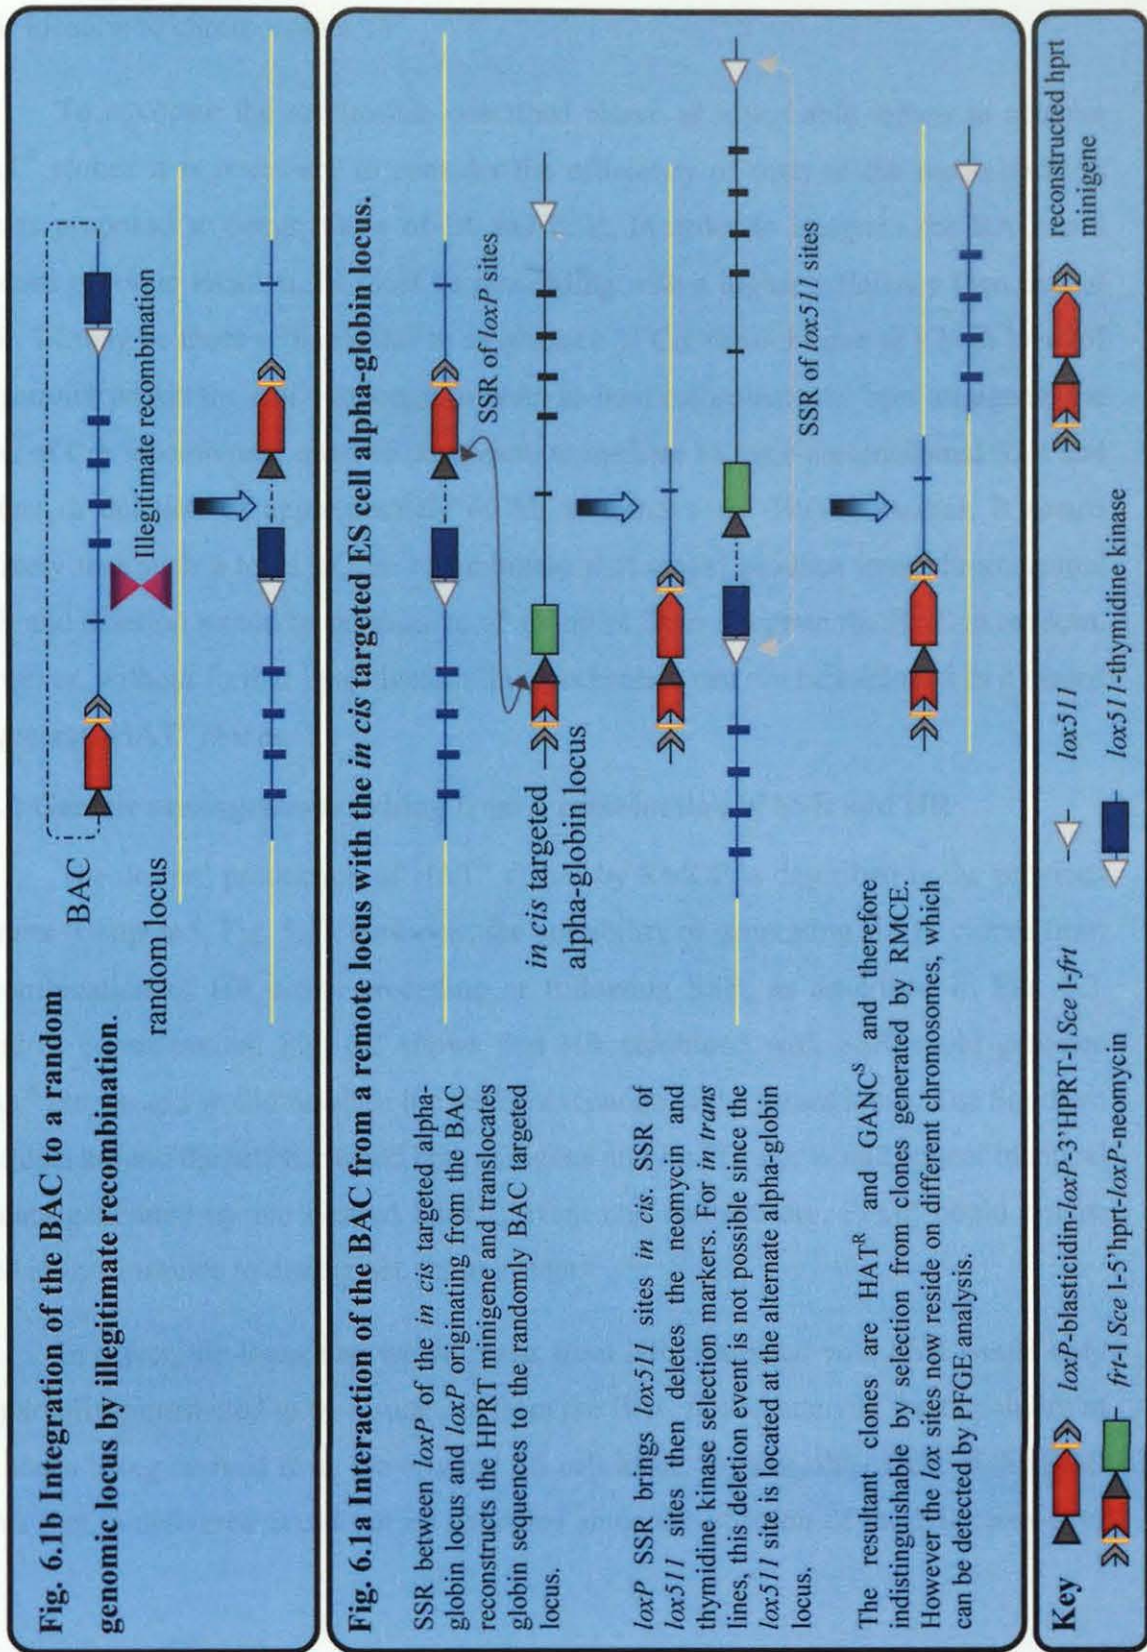 Fig. 6.1b Integration of the BAC to a random
genomic locus by illegitimate recombination.
BAC
random locus
Illegitimate recombination
Fig. 6.1a Interaction of the BAC from a remote locus with the in cis targeted ES cell alpha-globin locus.
SSR between loxP of the in cis targeted alpha-
globin locus and loxP originating from the BAC
reconstructs the HPRT minigene and translocates
globin sequences to the randomly BAC targeted
locus.
loxP SSR brings lox511 sites in cis. SSR of
lox511 sites then deletes the neomycin and
thymidine kinase selection markers. For in trans
lines, this deletion event is not possible since the
lox511 site is located at the alternate alpha-globin
locus.
The resultant clones are HATᴿ and GANCˢ and therefore
indistinguishable by selection from clones generated by RMCE.
However the lox sites now reside on different chromosomes, which
can be detected by PFGE analysis.
in cis targeted
alpha-globin locus
SSR of loxP sites
SSR of lox511 sites
Key
loxP-blasticidin-loxP-3'HPRT-I Sce I-frt
frt-I Sce I-5'hprt-loxP-neomycin
lox511
lox511-thymidine kinase
reconstructed hprt
minigene